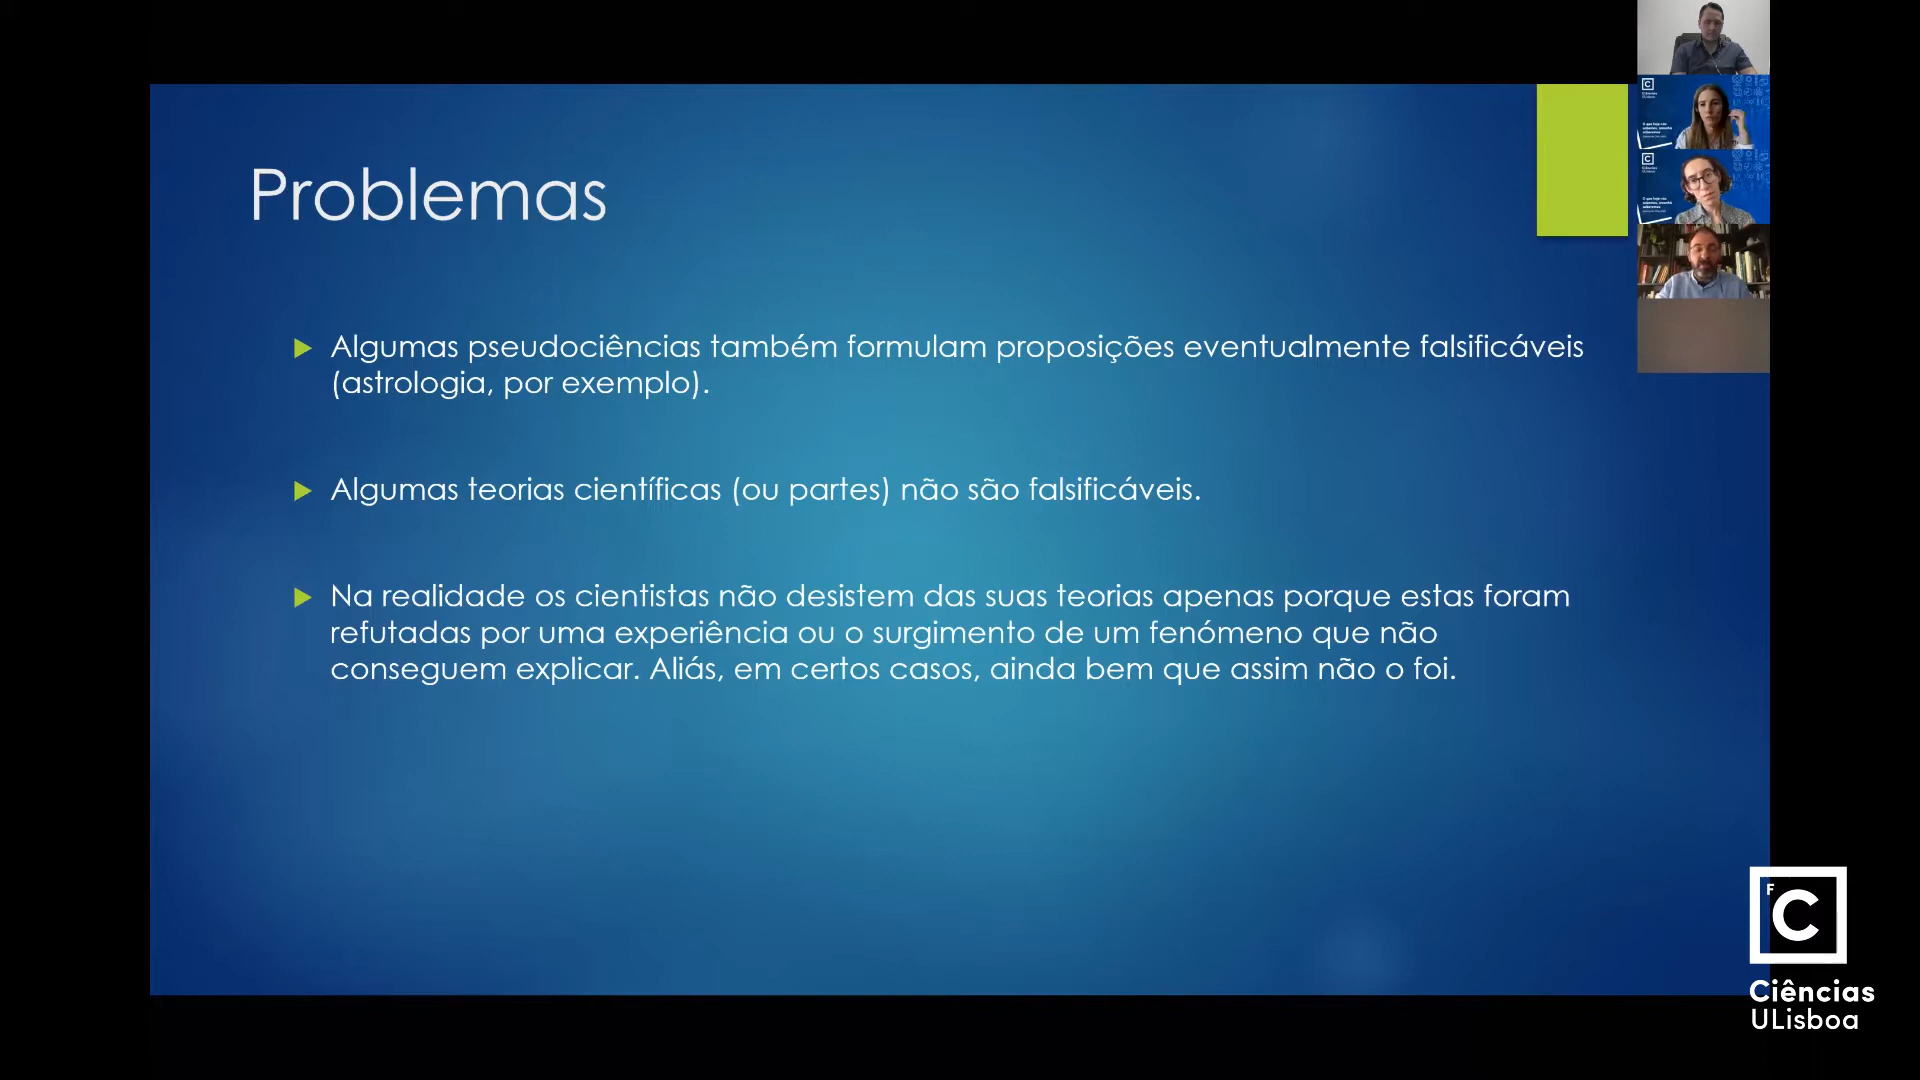 Problemas
Algumas pseudociências também formulam proposições eventualmente falsificáveis
(astrologia, por exemplo).
Algumas teorias científicas (ou partes) não são falsificáveis.
Na realidade os cientistas não desistem das suas teorias apenas porque estas foram
refutadas por uma experiência ou o surgimento de um fenómeno que não
conseguem explicar. Aliás, em certos casos, ainda bem que assim não o foi.
F
C
Ciências
ULisboa